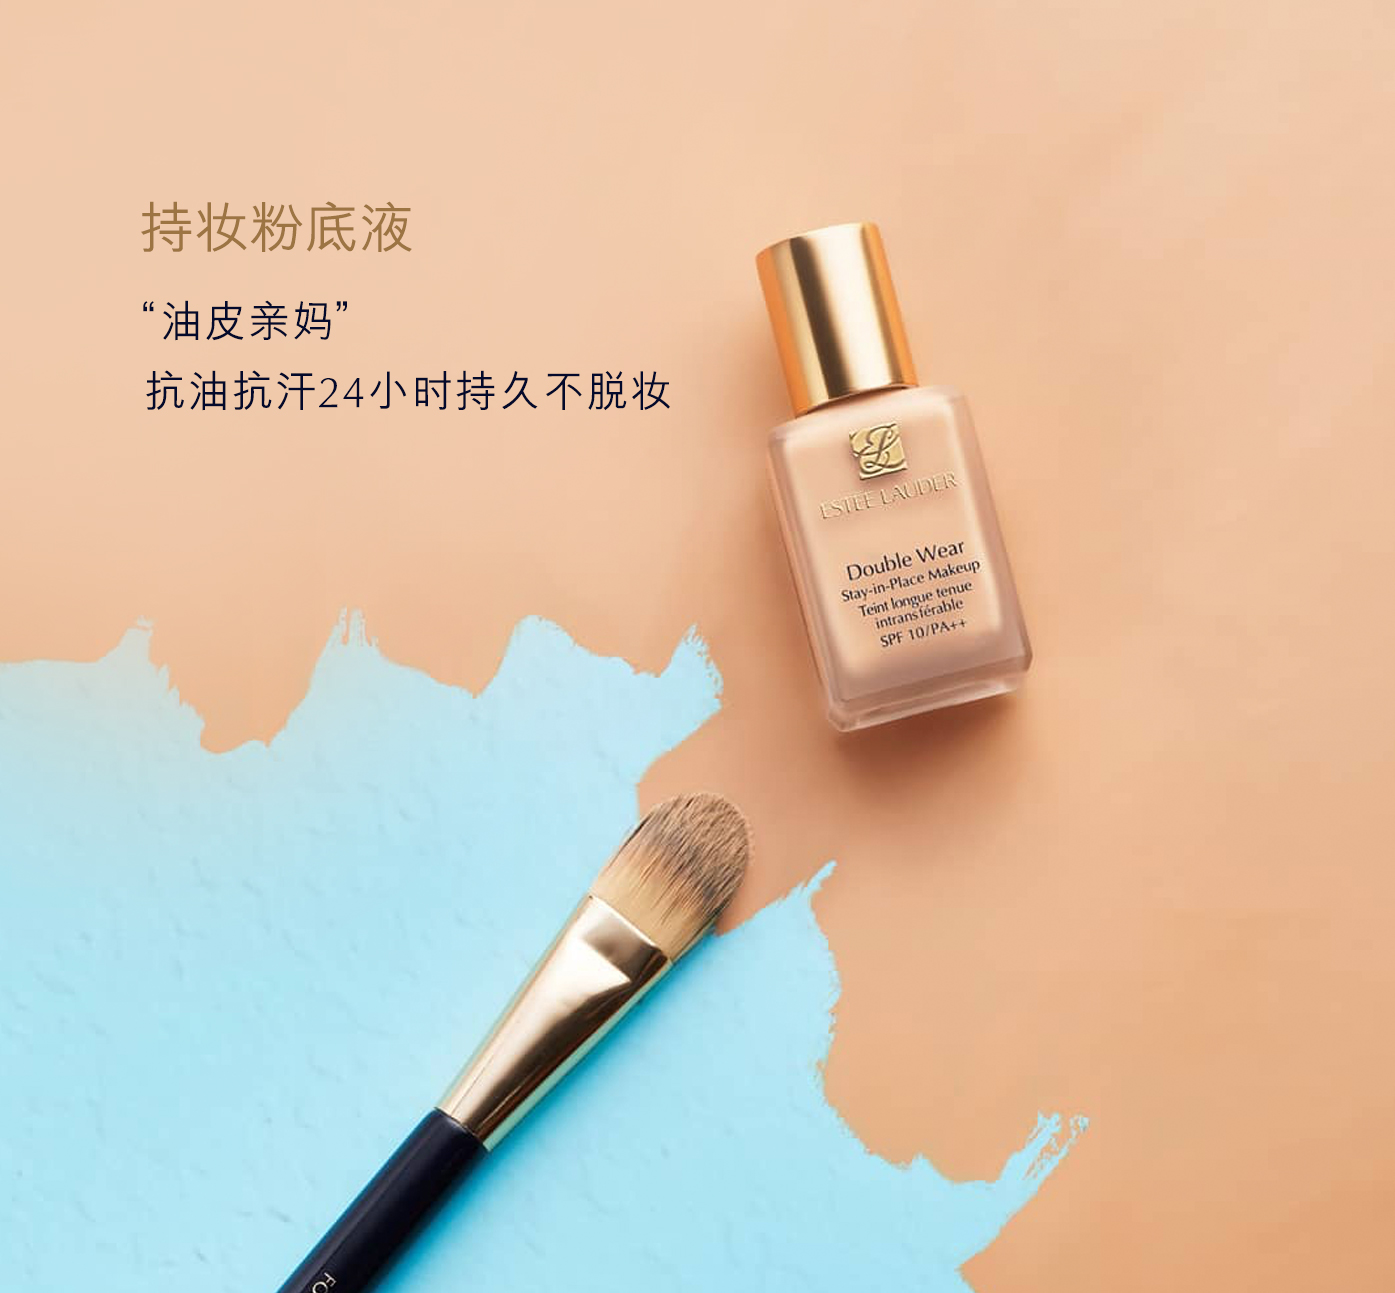 持妆粉底液
“油皮亲妈”
抗油抗汗24小时持久不脱妆
ESTEE LAUDER
Double Wear
Stay-in-Place Makeup
Teint longue tenue
intransférable
SPF 10/PA++